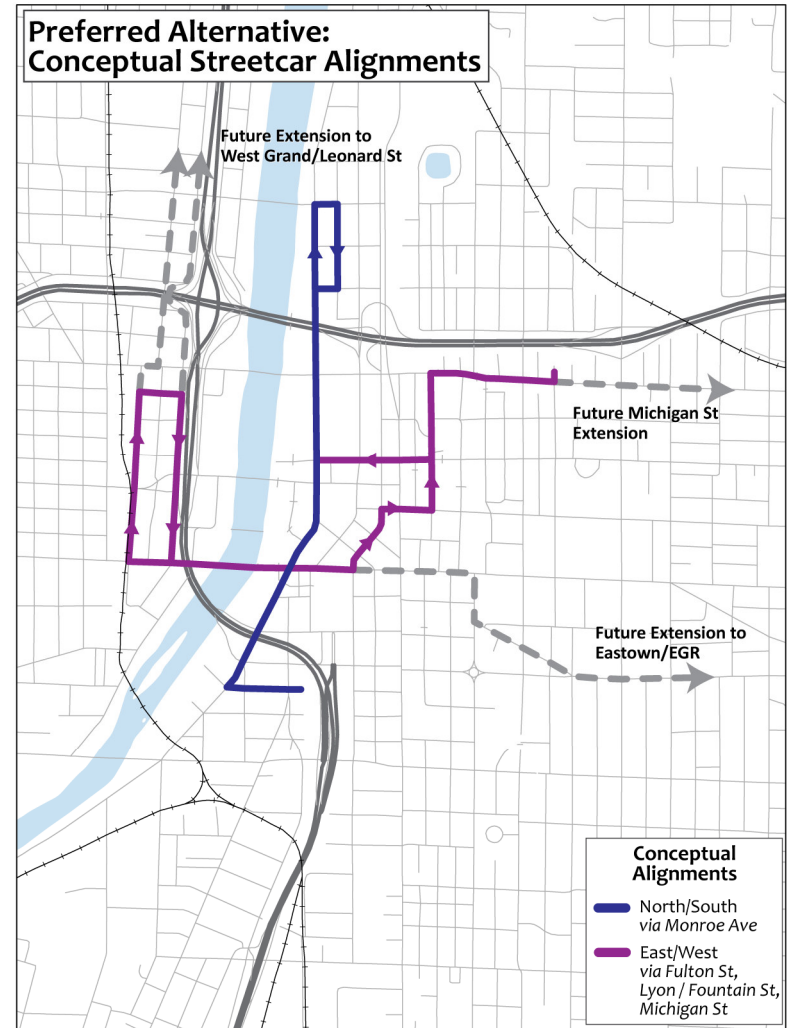 Preferred Alternative:
Conceptual Streetcar Alignments
Future Extension to
West Grand/Leonard St
Future Michigan St
Extension
Future Extension to
Eastown/EGR
Conceptual
Alignments
North/South
via Monroe Ave
East/West
via Fulton St,
Lyon / Fountain St,
Michigan St